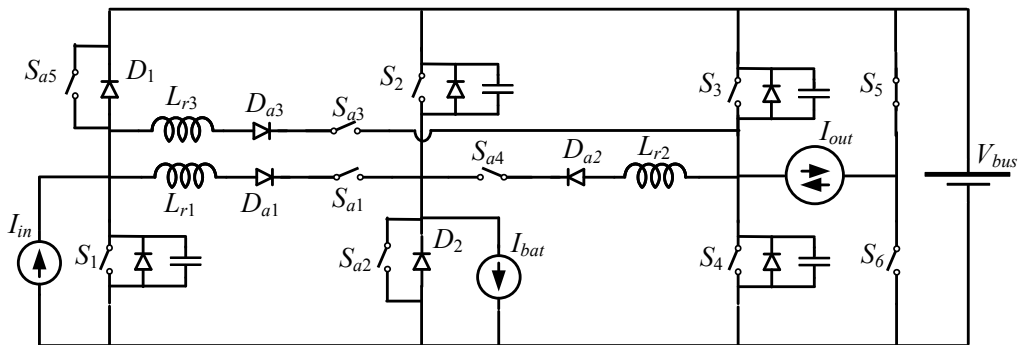 Sa5
D1
S2
S3
S5
Lr3
Da3
Sa3
Iout
Sa4
Da2
Lr2
Vbus
Lr1
Da1
Sa1
Iin
S1
Sa2
D2
Ibat
S4
S6